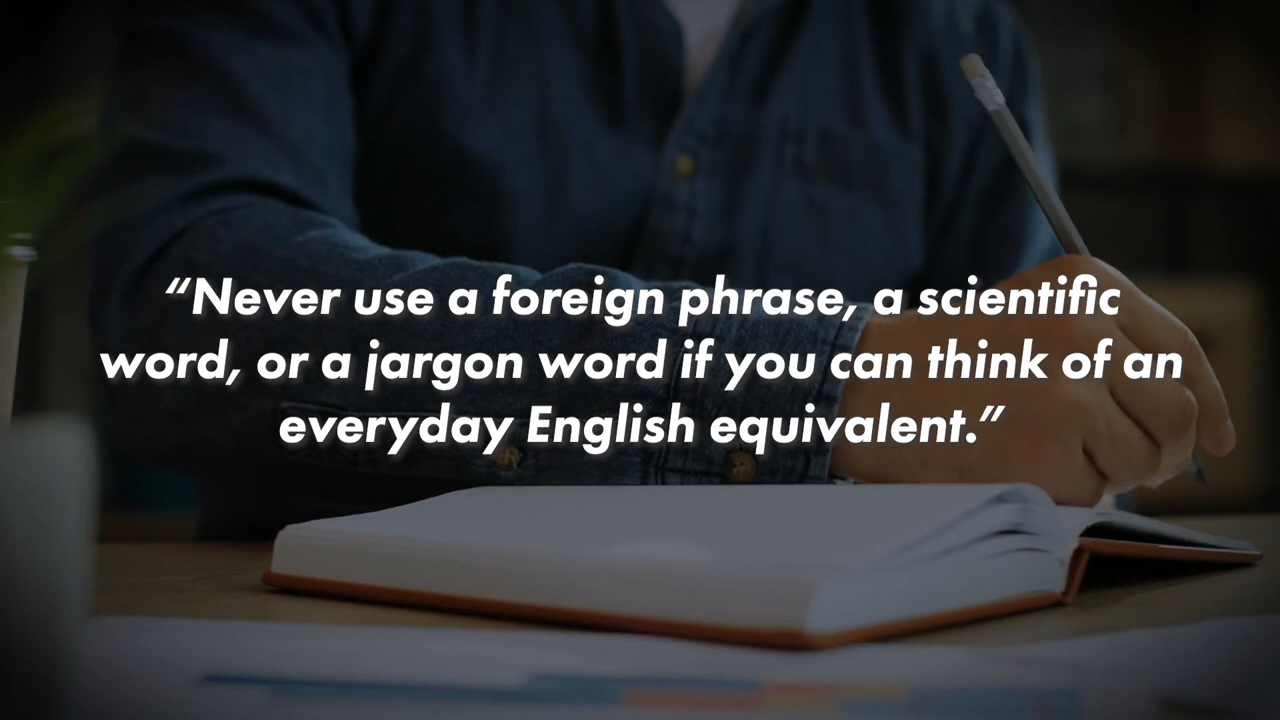 “Never use a foreign phrase, a scientific
word, or a jargon word if you can think of an
everyday English equivalent.”